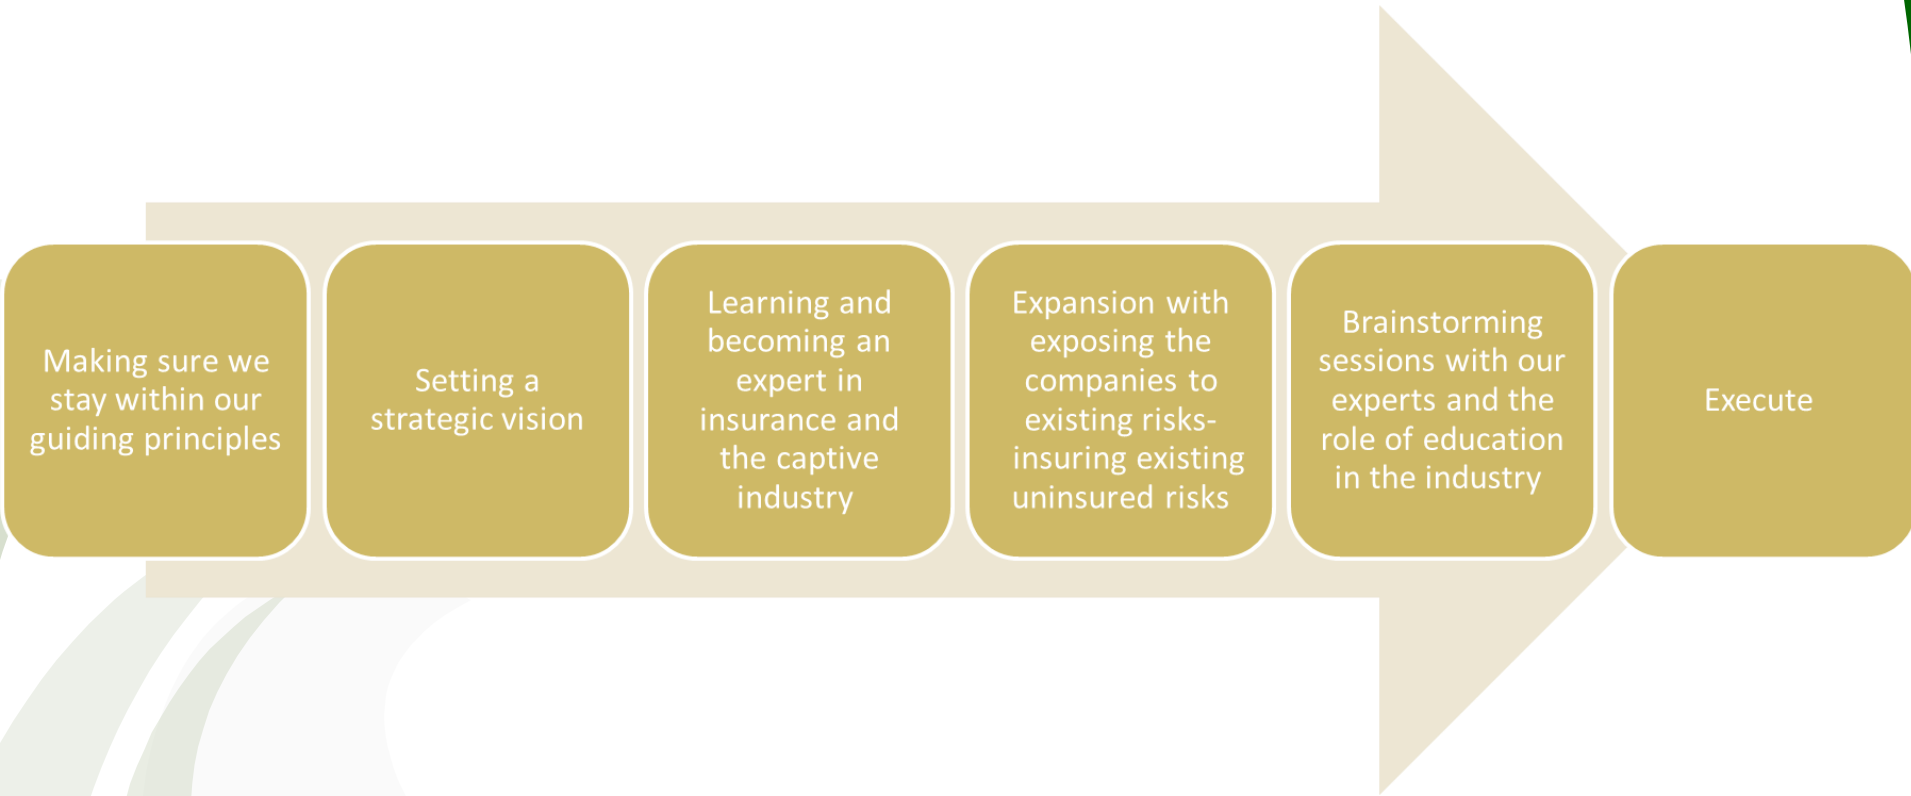 Making sure we
stay within our
guiding principles
Setting a
strategic vision
Learning and
becoming an
expert in
insurance and
the captive
industry
Expansion with
exposing the
companies to
existing risks-
insuring existing
uninsured risks
Brainstorming
sessions with our
experts and the
role of education
in the industry
Execute